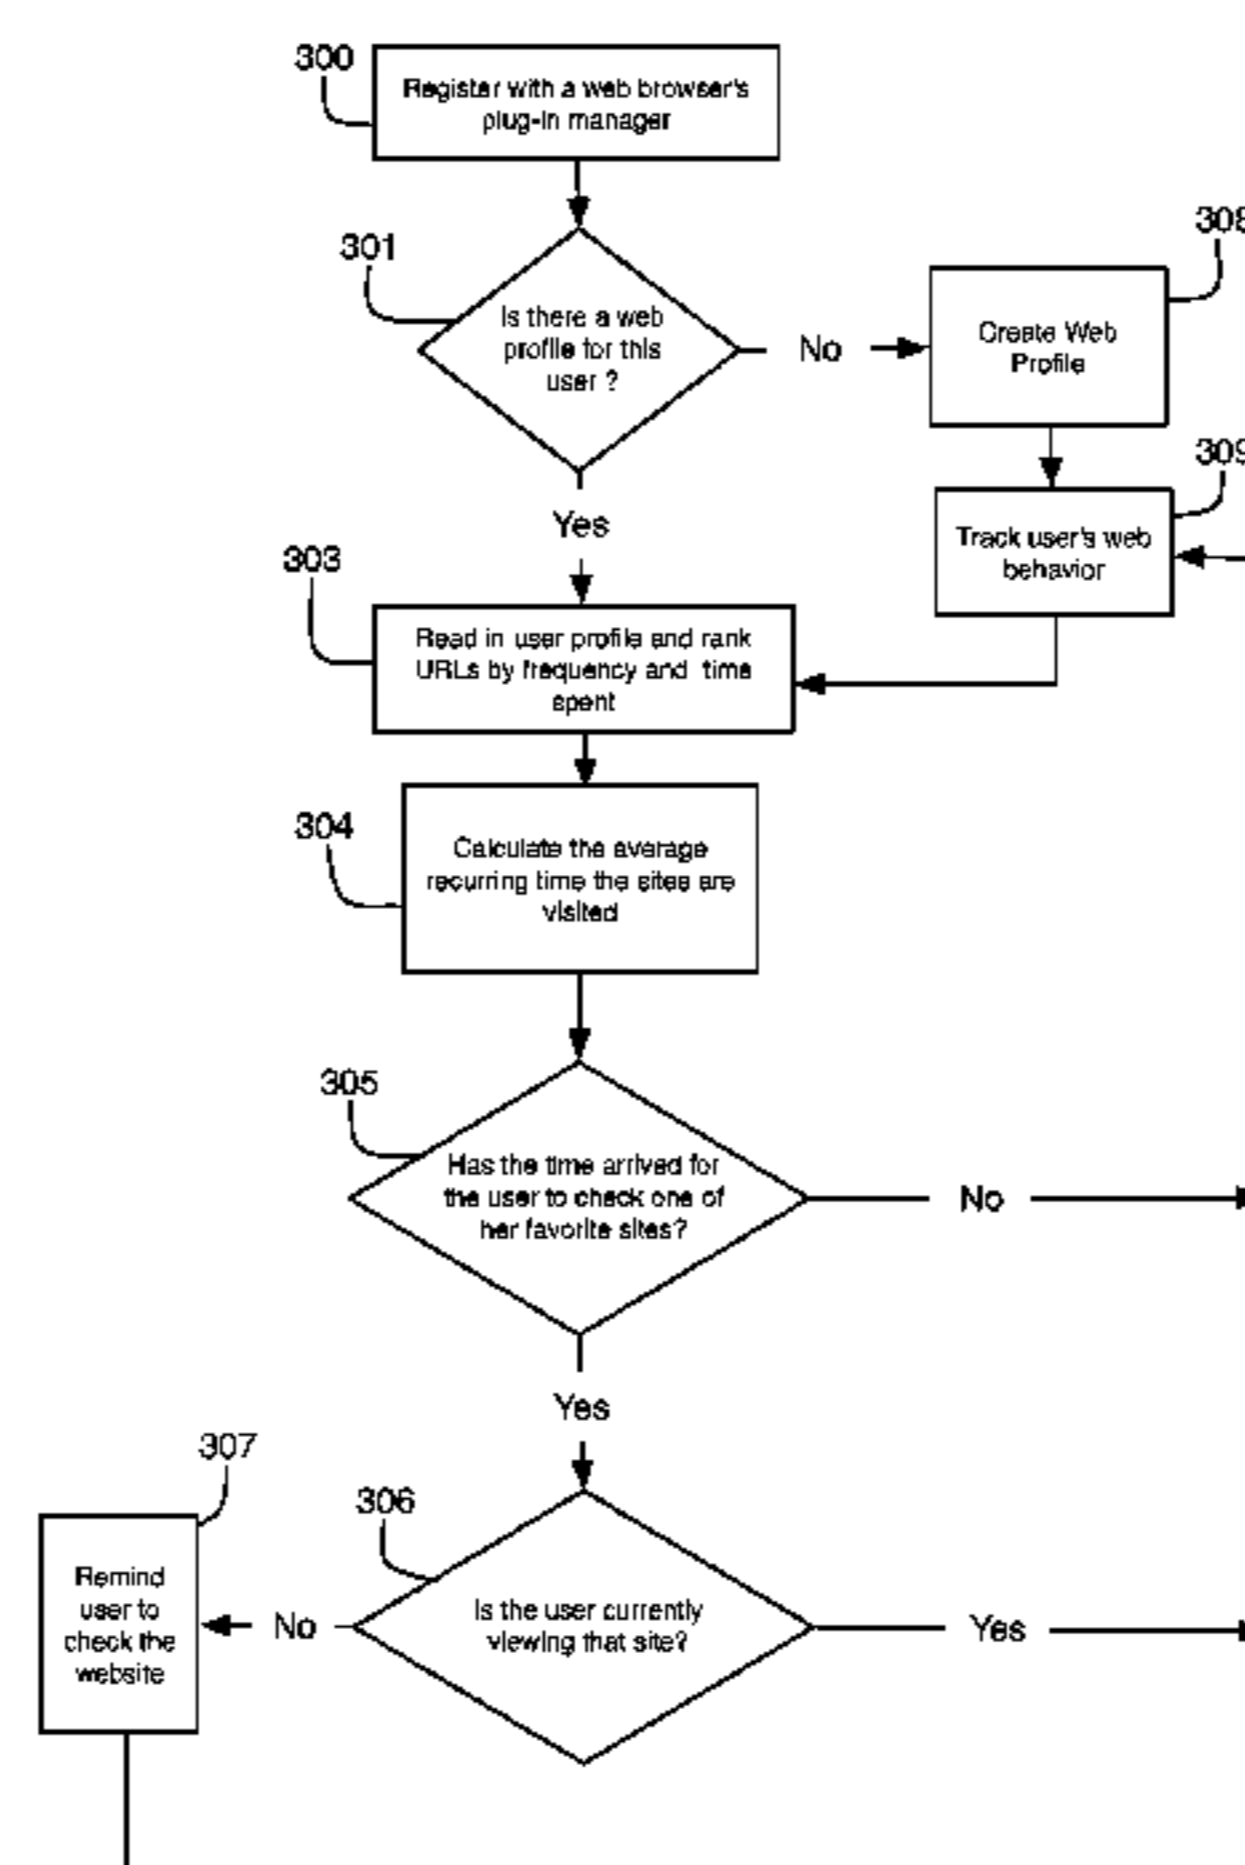 300
Register with a web browser's
plug-in manager
301
Is there a web
profile for this
user ?
No
308
Create Web
Profile
309
Track user's web
behavior
Yes
303
Read in user profile and rank
URLs by frequency and time
spent
304
Calculate the average
recurring time the sites are
visited
305
Has the time arrived for
the user to check one of
her favorite sites?
No
Yes
307
306
Remind
user to
check the
website
No
Is the user currently
viewing that site?
Yes